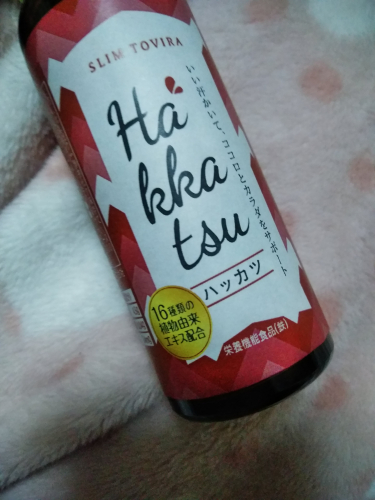 SLIM TOVIRA
Ha
kka
tsu
いい汗かいて、ココロとカラダをサポート
ハッカツ
16種類の
植物由来
エキス配合
栄養機能食品(鉄)